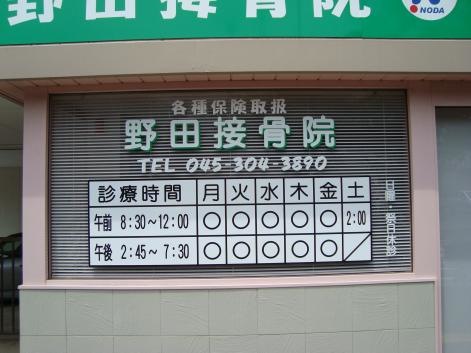 野田接骨院
NODA
各種保険取扱
野田接骨院
TEL 045-304-3890
診療時間 月 火 水 木 金 土
午前 8:30~12:00 ○ ○ ○ ○ ○ 2:00
午後 2:45~7:30 ○ ○ ○ ○ ○ /
日曜・祭日休診